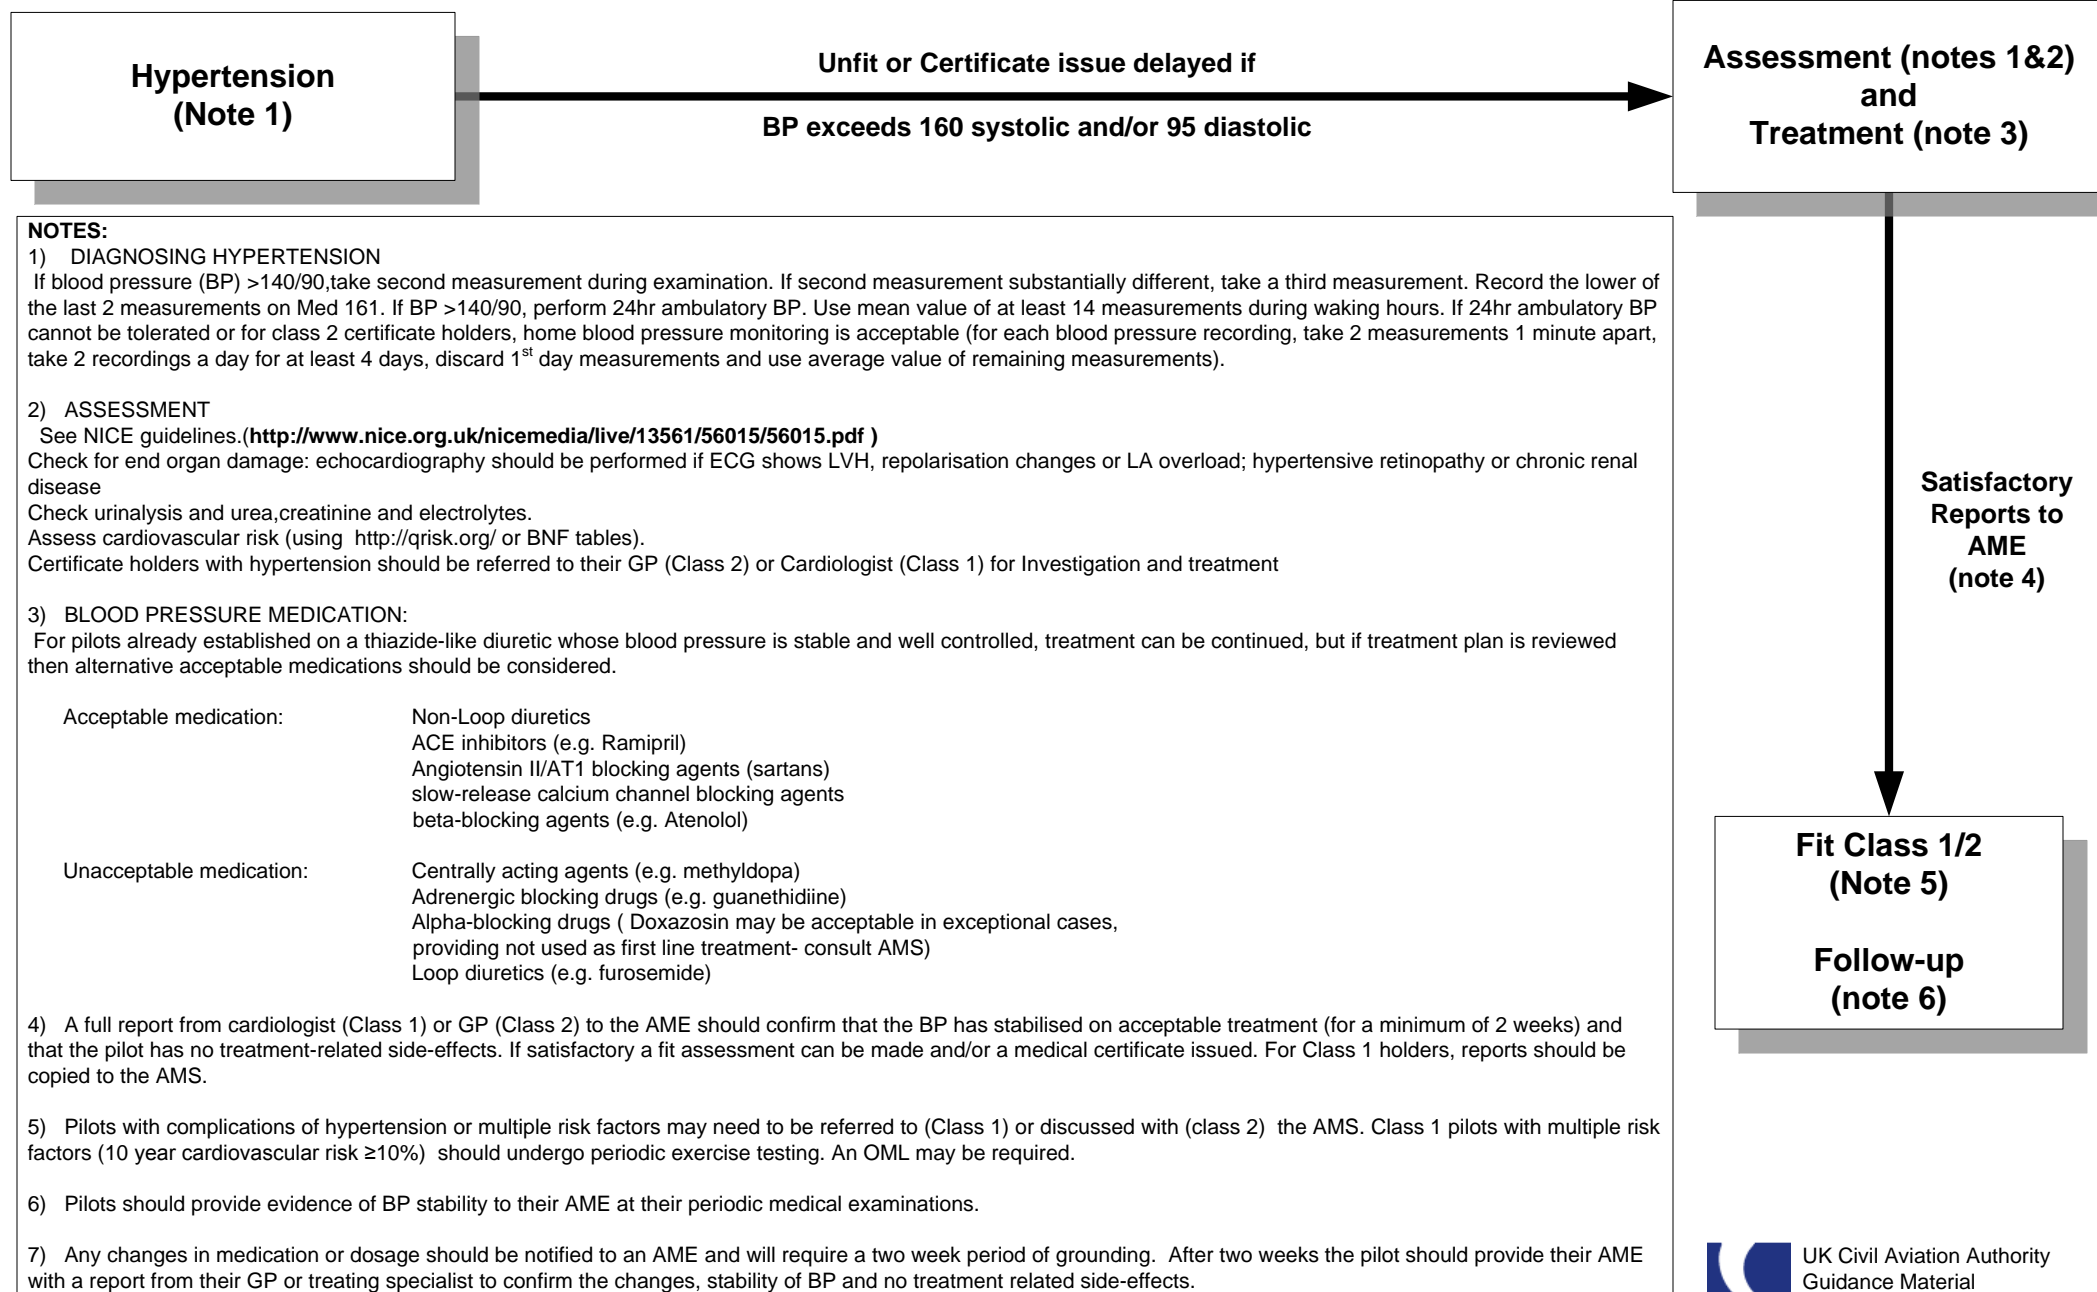 Hypertension
(Note 1)
Unfit or Certificate issue delayed if
BP exceeds 160 systolic and/or 95 diastolic
Assessment (notes 1&2)
and
Treatment (note 3)
NOTES:
1) DIAGNOSING HYPERTENSION
If blood pressure (BP) >140/90,take second measurement during examination. If second measurement substantially different, take a third measurement. Record the lower of
the last 2 measurements on Med 161. If BP >140/90, perform 24hr ambulatory BP. Use mean value of at least 14 measurements during waking hours. If 24hr ambulatory BP
cannot be tolerated or for class 2 certificate holders, home blood pressure monitoring is acceptable (for each blood pressure recording, take 2 measurements 1 minute apart,
take 2 recordings a day for at least 4 days, discard 1st day measurements and use average value of remaining measurements).
2) ASSESSMENT
See NICE guidelines.(http://www.nice.org.uk/nicemedia/live/13561/56015/56015.pdf )
Check for end organ damage: echocardiography should be performed if ECG shows LVH, repolarisation changes or LA overload; hypertensive retinopathy or chronic renal
disease
Check urinalysis and urea,creatinine and electrolytes.
Assess cardiovascular risk (using http://qrisk.org/ or BNF tables).
Certificate holders with hypertension should be referred to their GP (Class 2) or Cardiologist (Class 1) for Investigation and treatment
3) BLOOD PRESSURE MEDICATION:
For pilots already established on a thiazide-like diuretic whose blood pressure is stable and well controlled, treatment can be continued, but if treatment plan is reviewed
then alternative acceptable medications should be considered.
Acceptable medication: Non-Loop diuretics
ACE inhibitors (e.g. Ramipril)
Angiotensin II/AT1 blocking agents (sartans)
slow-release calcium channel blocking agents
beta-blocking agents (e.g. Atenolol)
Unacceptable medication: Centrally acting agents (e.g. methyldopa)
Adrenergic blocking drugs (e.g. guanethidiine)
Alpha-blocking drugs ( Doxazosin may be acceptable in exceptional cases,
providing not used as first line treatment- consult AMS)
Loop diuretics (e.g. furosemide)
4) A full report from cardiologist (Class 1) or GP (Class 2) to the AME should confirm that the BP has stabilised on acceptable treatment (for a minimum of 2 weeks) and
that the pilot has no treatment-related side-effects. If satisfactory a fit assessment can be made and/or a medical certificate issued. For Class 1 holders, reports should be
copied to the AMS.
5) Pilots with complications of hypertension or multiple risk factors may need to be referred to (Class 1) or discussed with (class 2) the AMS. Class 1 pilots with multiple risk
factors (10 year cardiovascular risk ≥10%) should undergo periodic exercise testing. An OML may be required.
6) Pilots should provide evidence of BP stability to their AME at their periodic medical examinations.
7) Any changes in medication or dosage should be notified to an AME and will require a two week period of grounding. After two weeks the pilot should provide their AME
with a report from their GP or treating specialist to confirm the changes, stability of BP and no treatment related side-effects.
Satisfactory
Reports to
AME
(note 4)
Fit Class 1/2
(Note 5)
Follow-up
(note 6)
UK Civil Aviation Authority
Guidance Material